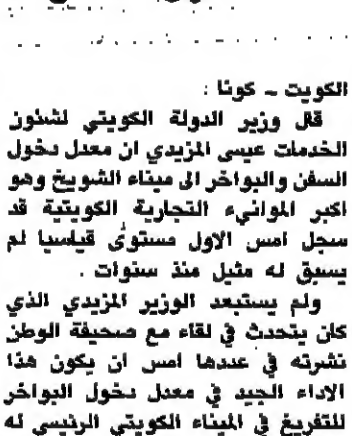 الكويت ـ كونا :
قال وزير الدولة الكويتي لشئون
الخدمات عيسى المزيدي ان معدل دخول
السفن والبواخر الى ميناء الشويخ وهو
اكبر الموانيء التجارية الكويتية قد
سجل امس الاول مستوى قياسيا لم
يسبق له مثيل منذ سنوات .
ولم يستبعد الوزير المزيدي الذي
كان يتحدث في لقاء مع صحيفة الوطن
نشرته في عددها امس ان يكون هذا
الاداء الجيد في معدل دخول البواخر
للتفريغ في الميناء الكويتي الرئيسي له